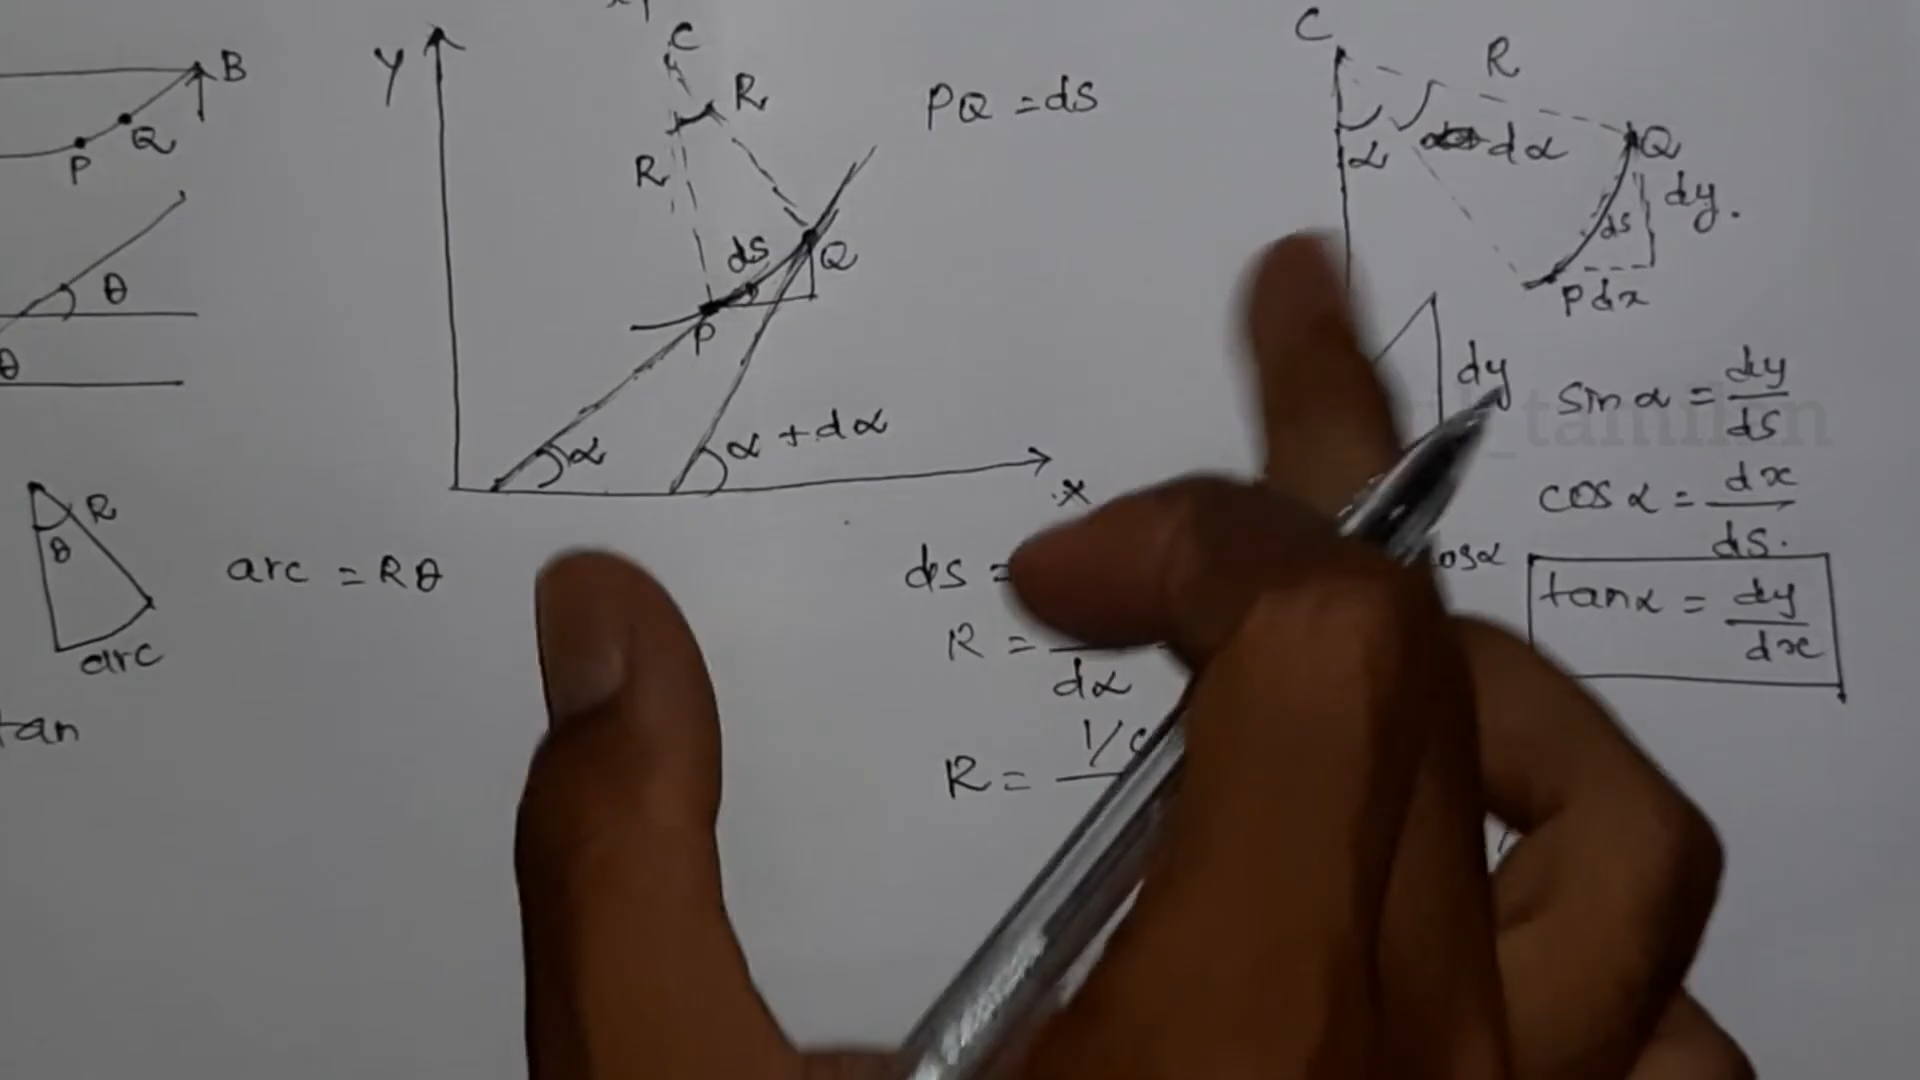 B
P
Q
θ
θ
R
θ
arc
arc = Rθ
tan
Y
C
R
R
PQ = ds
ds
Q
P
α
α + dα
x
C
R
α
dα
Q
dy.
ds
P dx
dy
sin α = dy/ds
cos α = dx/ds.
tan α = dy/dx
ds =
R =
dα
R = 1/